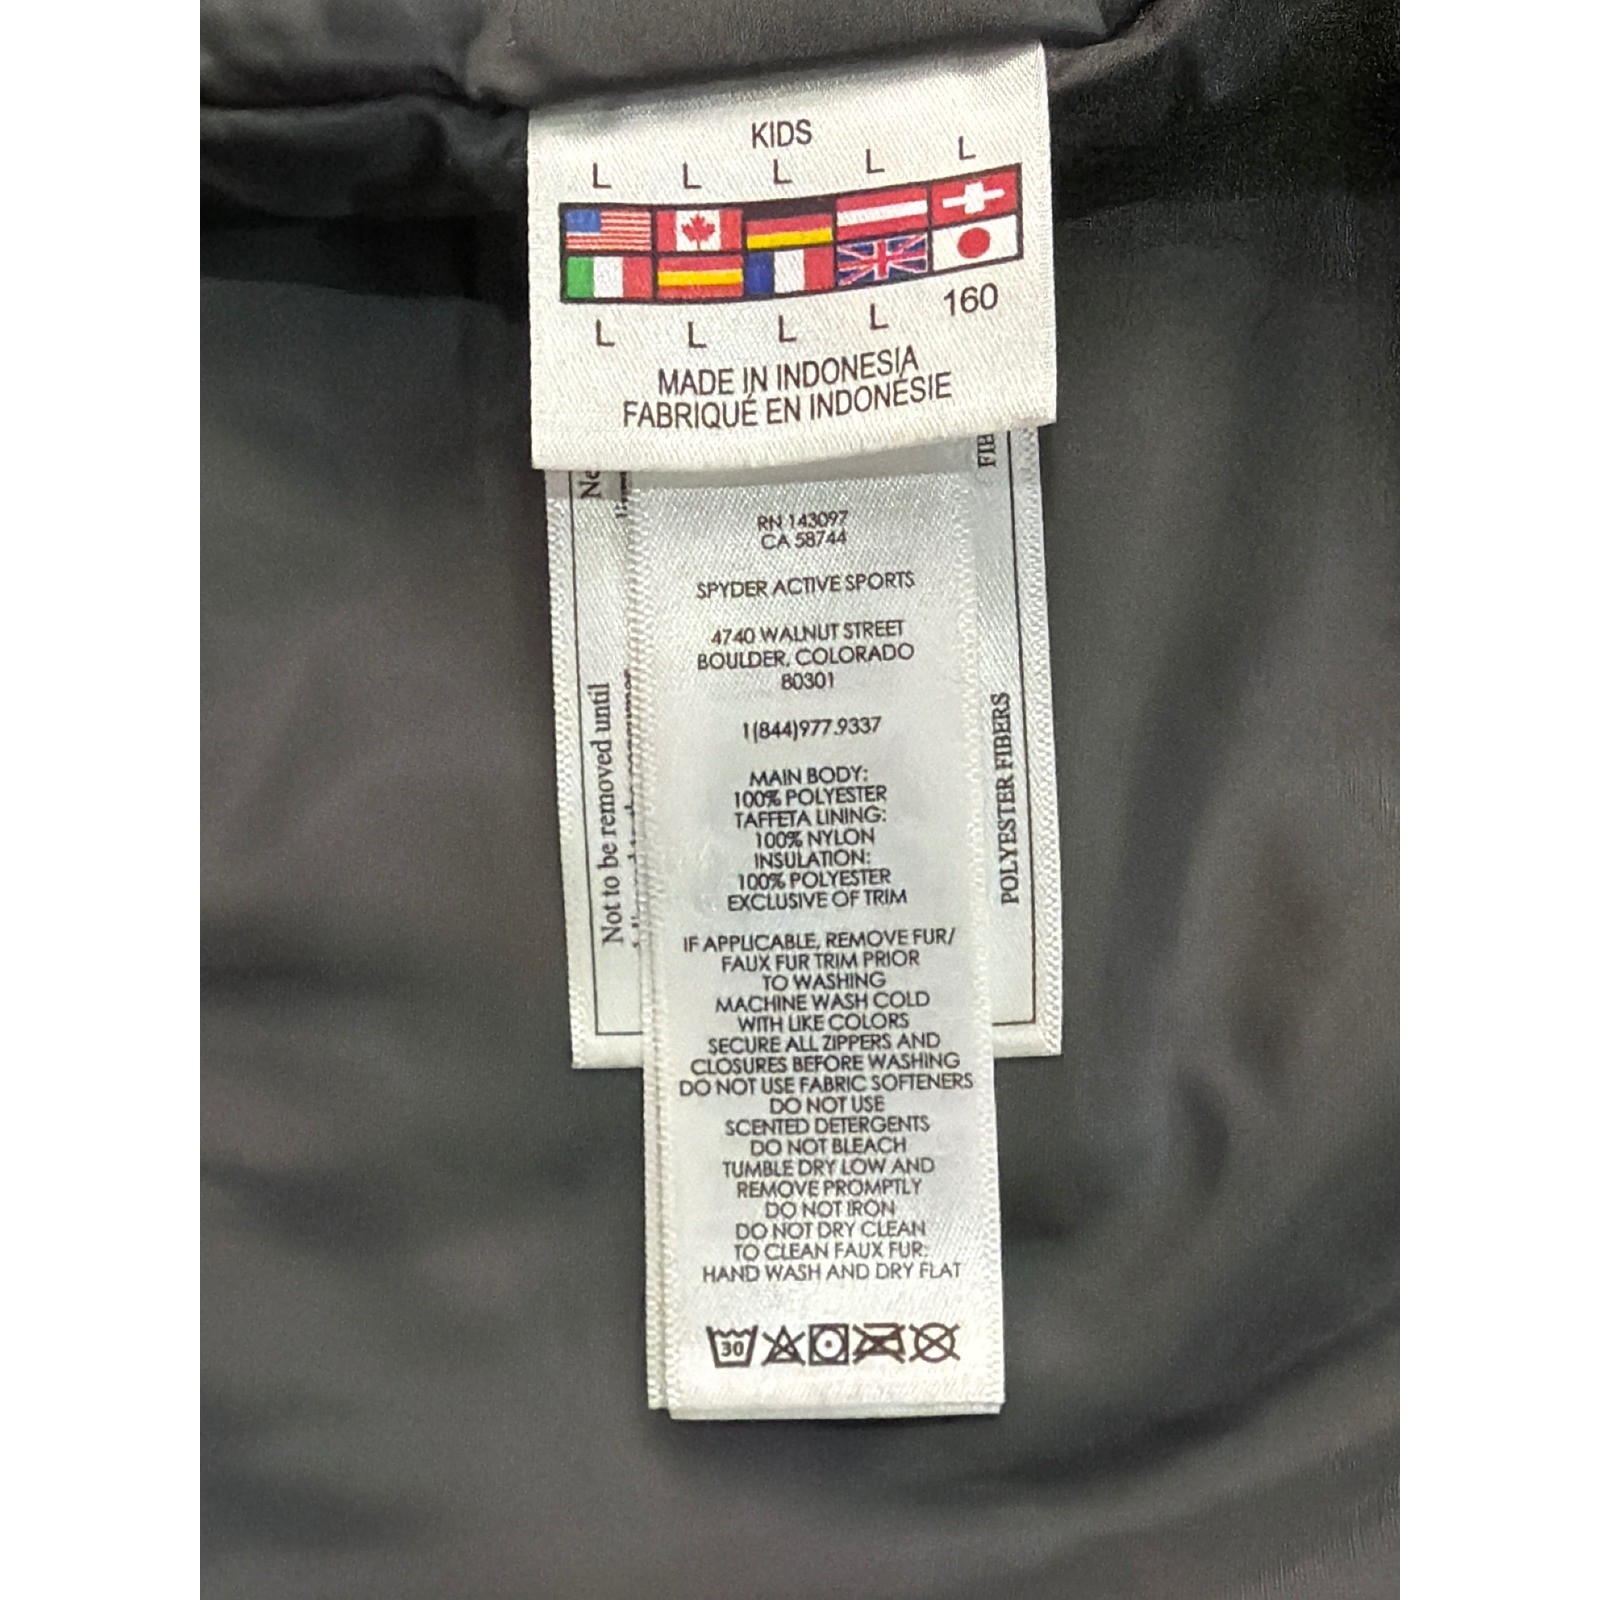 KIDS
L L L L L
L L L L 160
MADE IN INDONESIA
FABRIQUÉ EN INDONÉSIE
RN 143097
CA 58744
SPYDER ACTIVE SPORTS
4740 WALNUT STREET
BOULDER, COLORADO
80301
1(844)977.9337
MAIN BODY:
100% POLYESTER
TAFFETA LINING:
100% NYLON
INSULATION:
100% POLYESTER
EXCLUSIVE OF TRIM
IF APPLICABLE, REMOVE FUR/
FAUX FUR TRIM PRIOR
TO WASHING
MACHINE WASH COLD
WITH LIKE COLORS
SECURE ALL ZIPPERS AND
CLOSURES BEFORE WASHING
DO NOT USE FABRIC SOFTENERS
DO NOT USE
SCENTED DETERGENTS
DO NOT BLEACH
TUMBLE DRY LOW AND
REMOVE PROMPTLY
DO NOT IRON
DO NOT DRY CLEAN
TO CLEAN FAUX FUR:
HAND WASH AND DRY FLAT
30
Not to be removed until
POLYESTER FIBERS